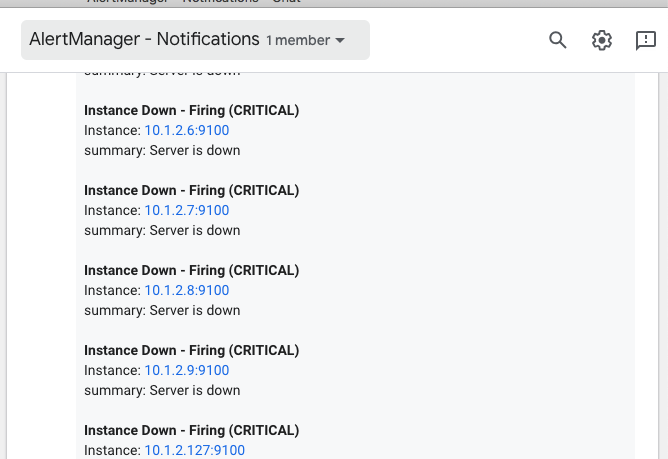 AlertManager - Notifications - Chat
AlertManager - Notifications 1 member
summary: Server is down
Instance Down - Firing (CRITICAL)
Instance: 10.1.2.6:9100
summary: Server is down
Instance Down - Firing (CRITICAL)
Instance: 10.1.2.7:9100
summary: Server is down
Instance Down - Firing (CRITICAL)
Instance: 10.1.2.8:9100
summary: Server is down
Instance Down - Firing (CRITICAL)
Instance: 10.1.2.9:9100
summary: Server is down
Instance Down - Firing (CRITICAL)
Instance: 10.1.2.127:9100